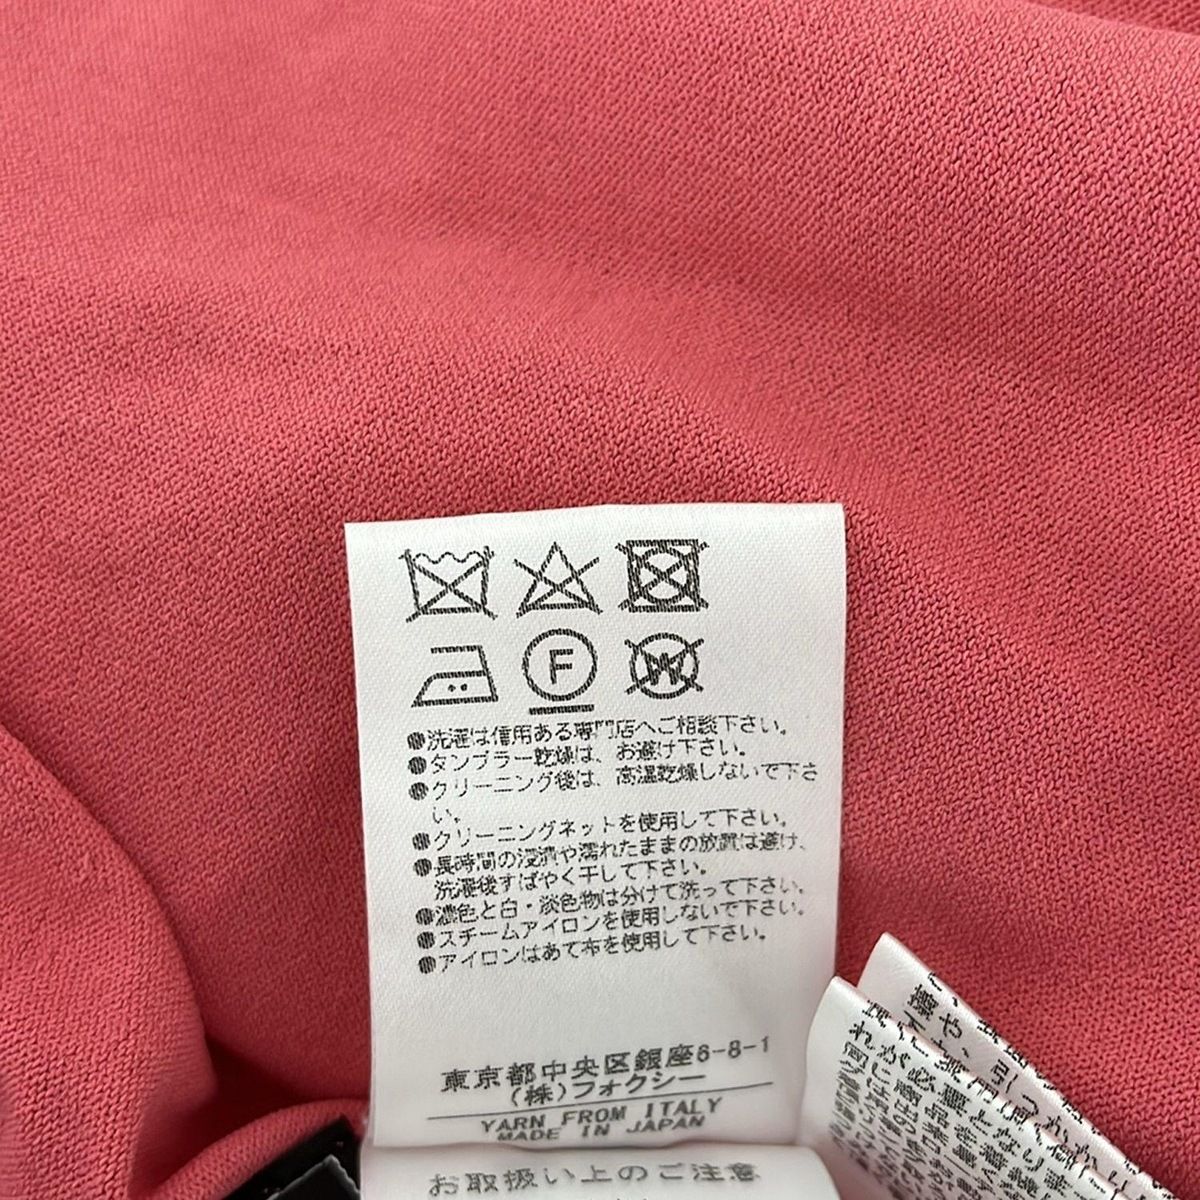 F
W
●洗濯は信用ある専門店へご相談下さい。
●タンブラー乾燥は、お避け下さい。
●クリーニング後は、高温乾燥しないで下さ
い。
●クリーニングネットを使用して下さい。
●長時間の浸漬や濡れたままの放置は避け、
洗濯後すばやく干して下さい。
●濃色と白・淡色物は分けて洗って下さい。
●スチームアイロンを使用しないで下さい。
●アイロンはあて布を使用して下さい。
東京都中央区銀座6-8-1
(株)フォクシー
YARN FROM ITALY
MADE IN JAPAN
お取扱い上のご注意